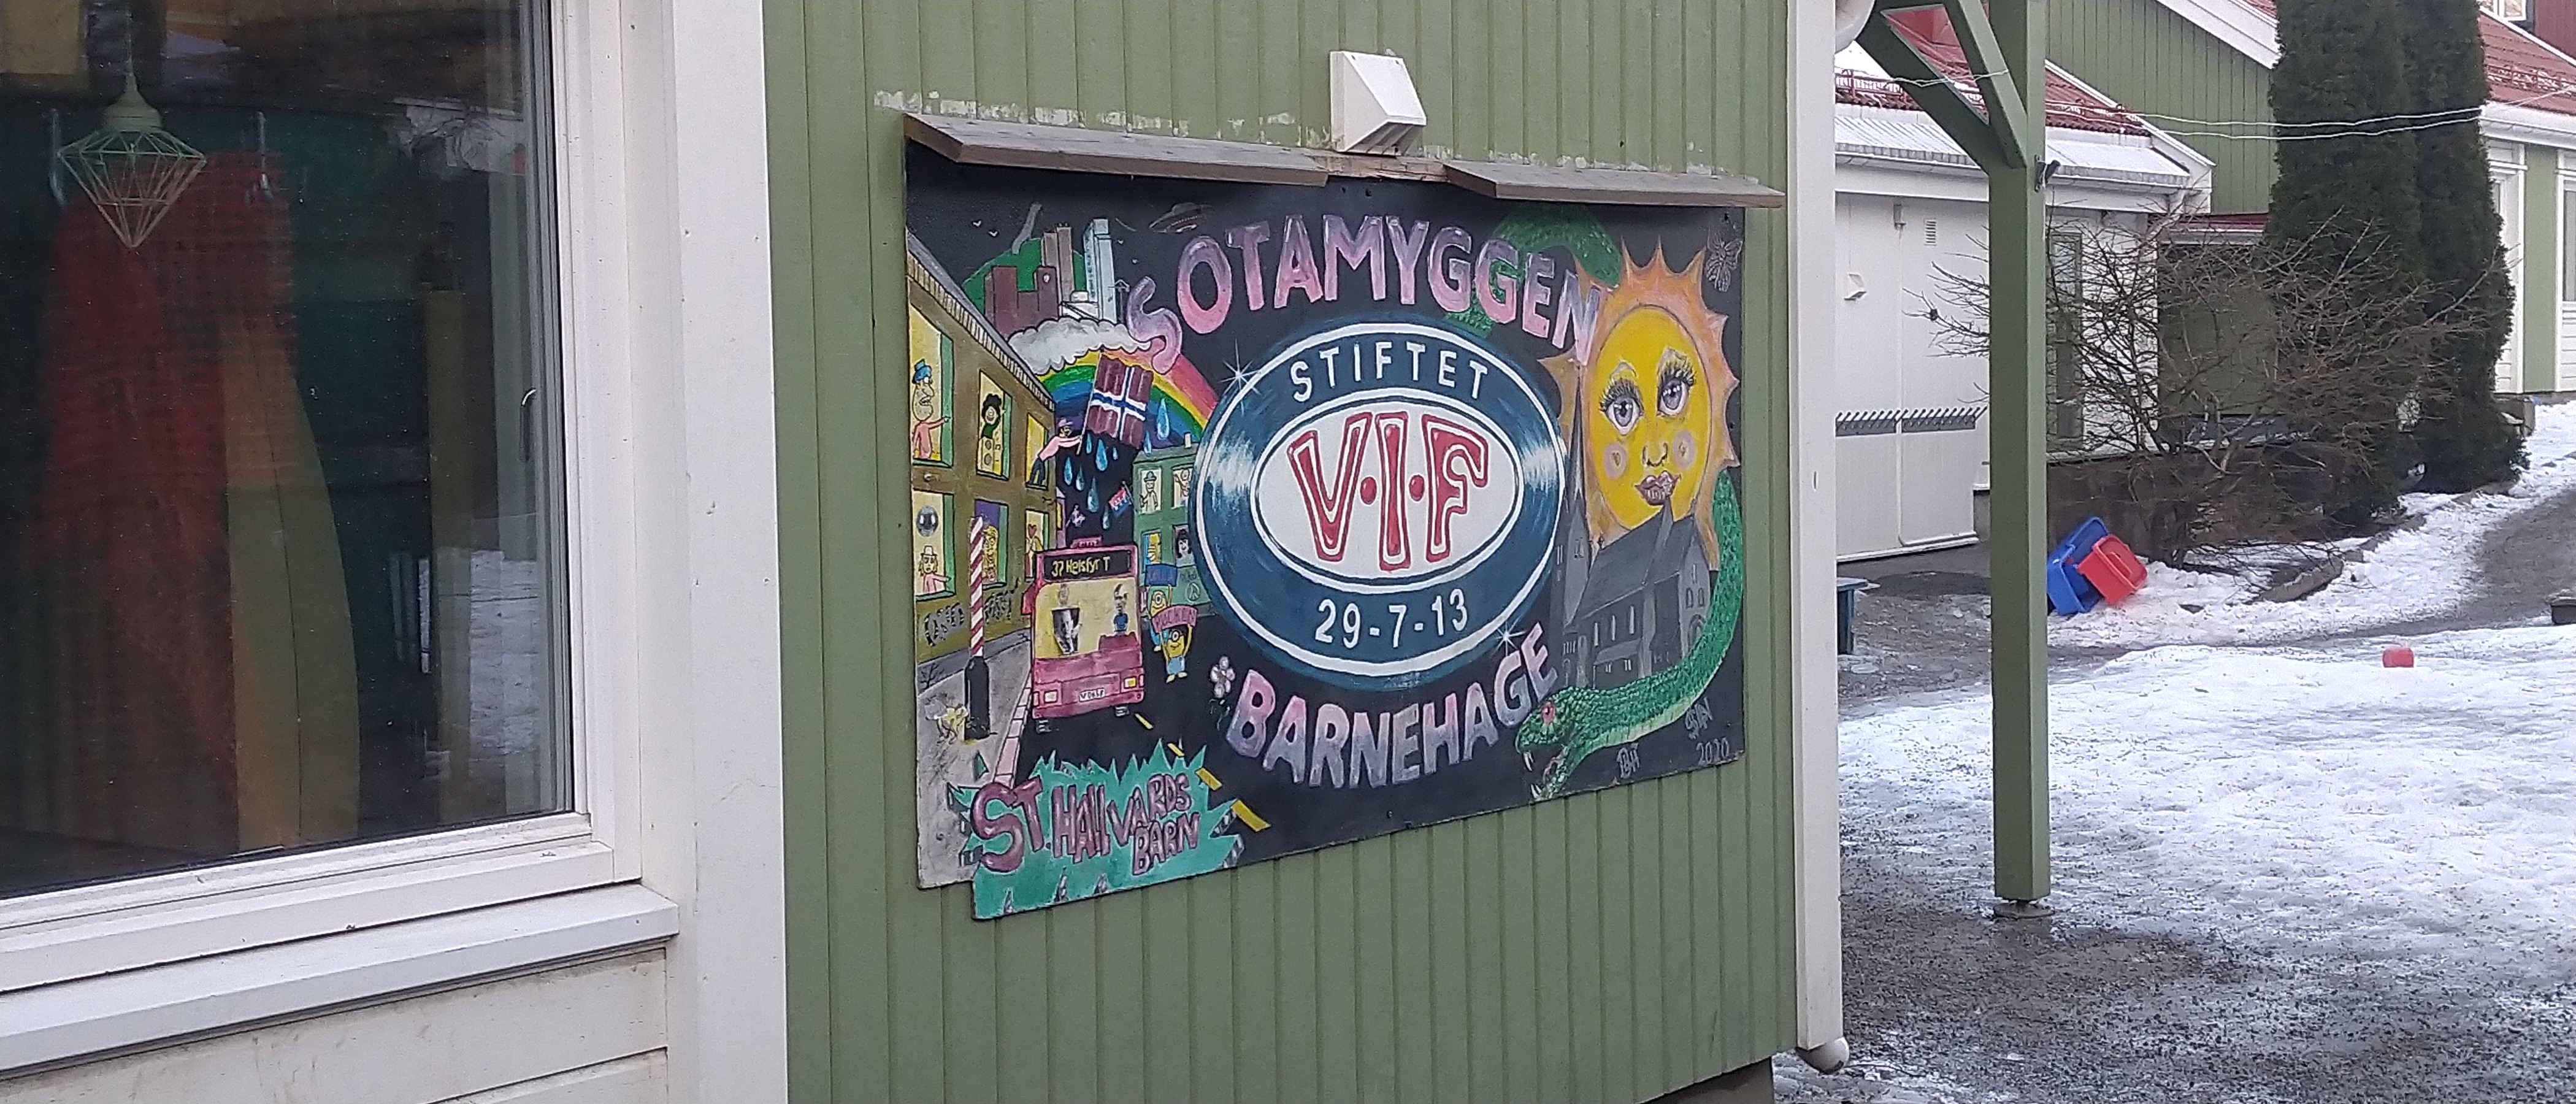 SOTAMYGGEN
STIFTET
V·I·F
29-7-13
BARNEHAGE
37 Helsfyr T
ST. HAllVARDS
BARN
2020